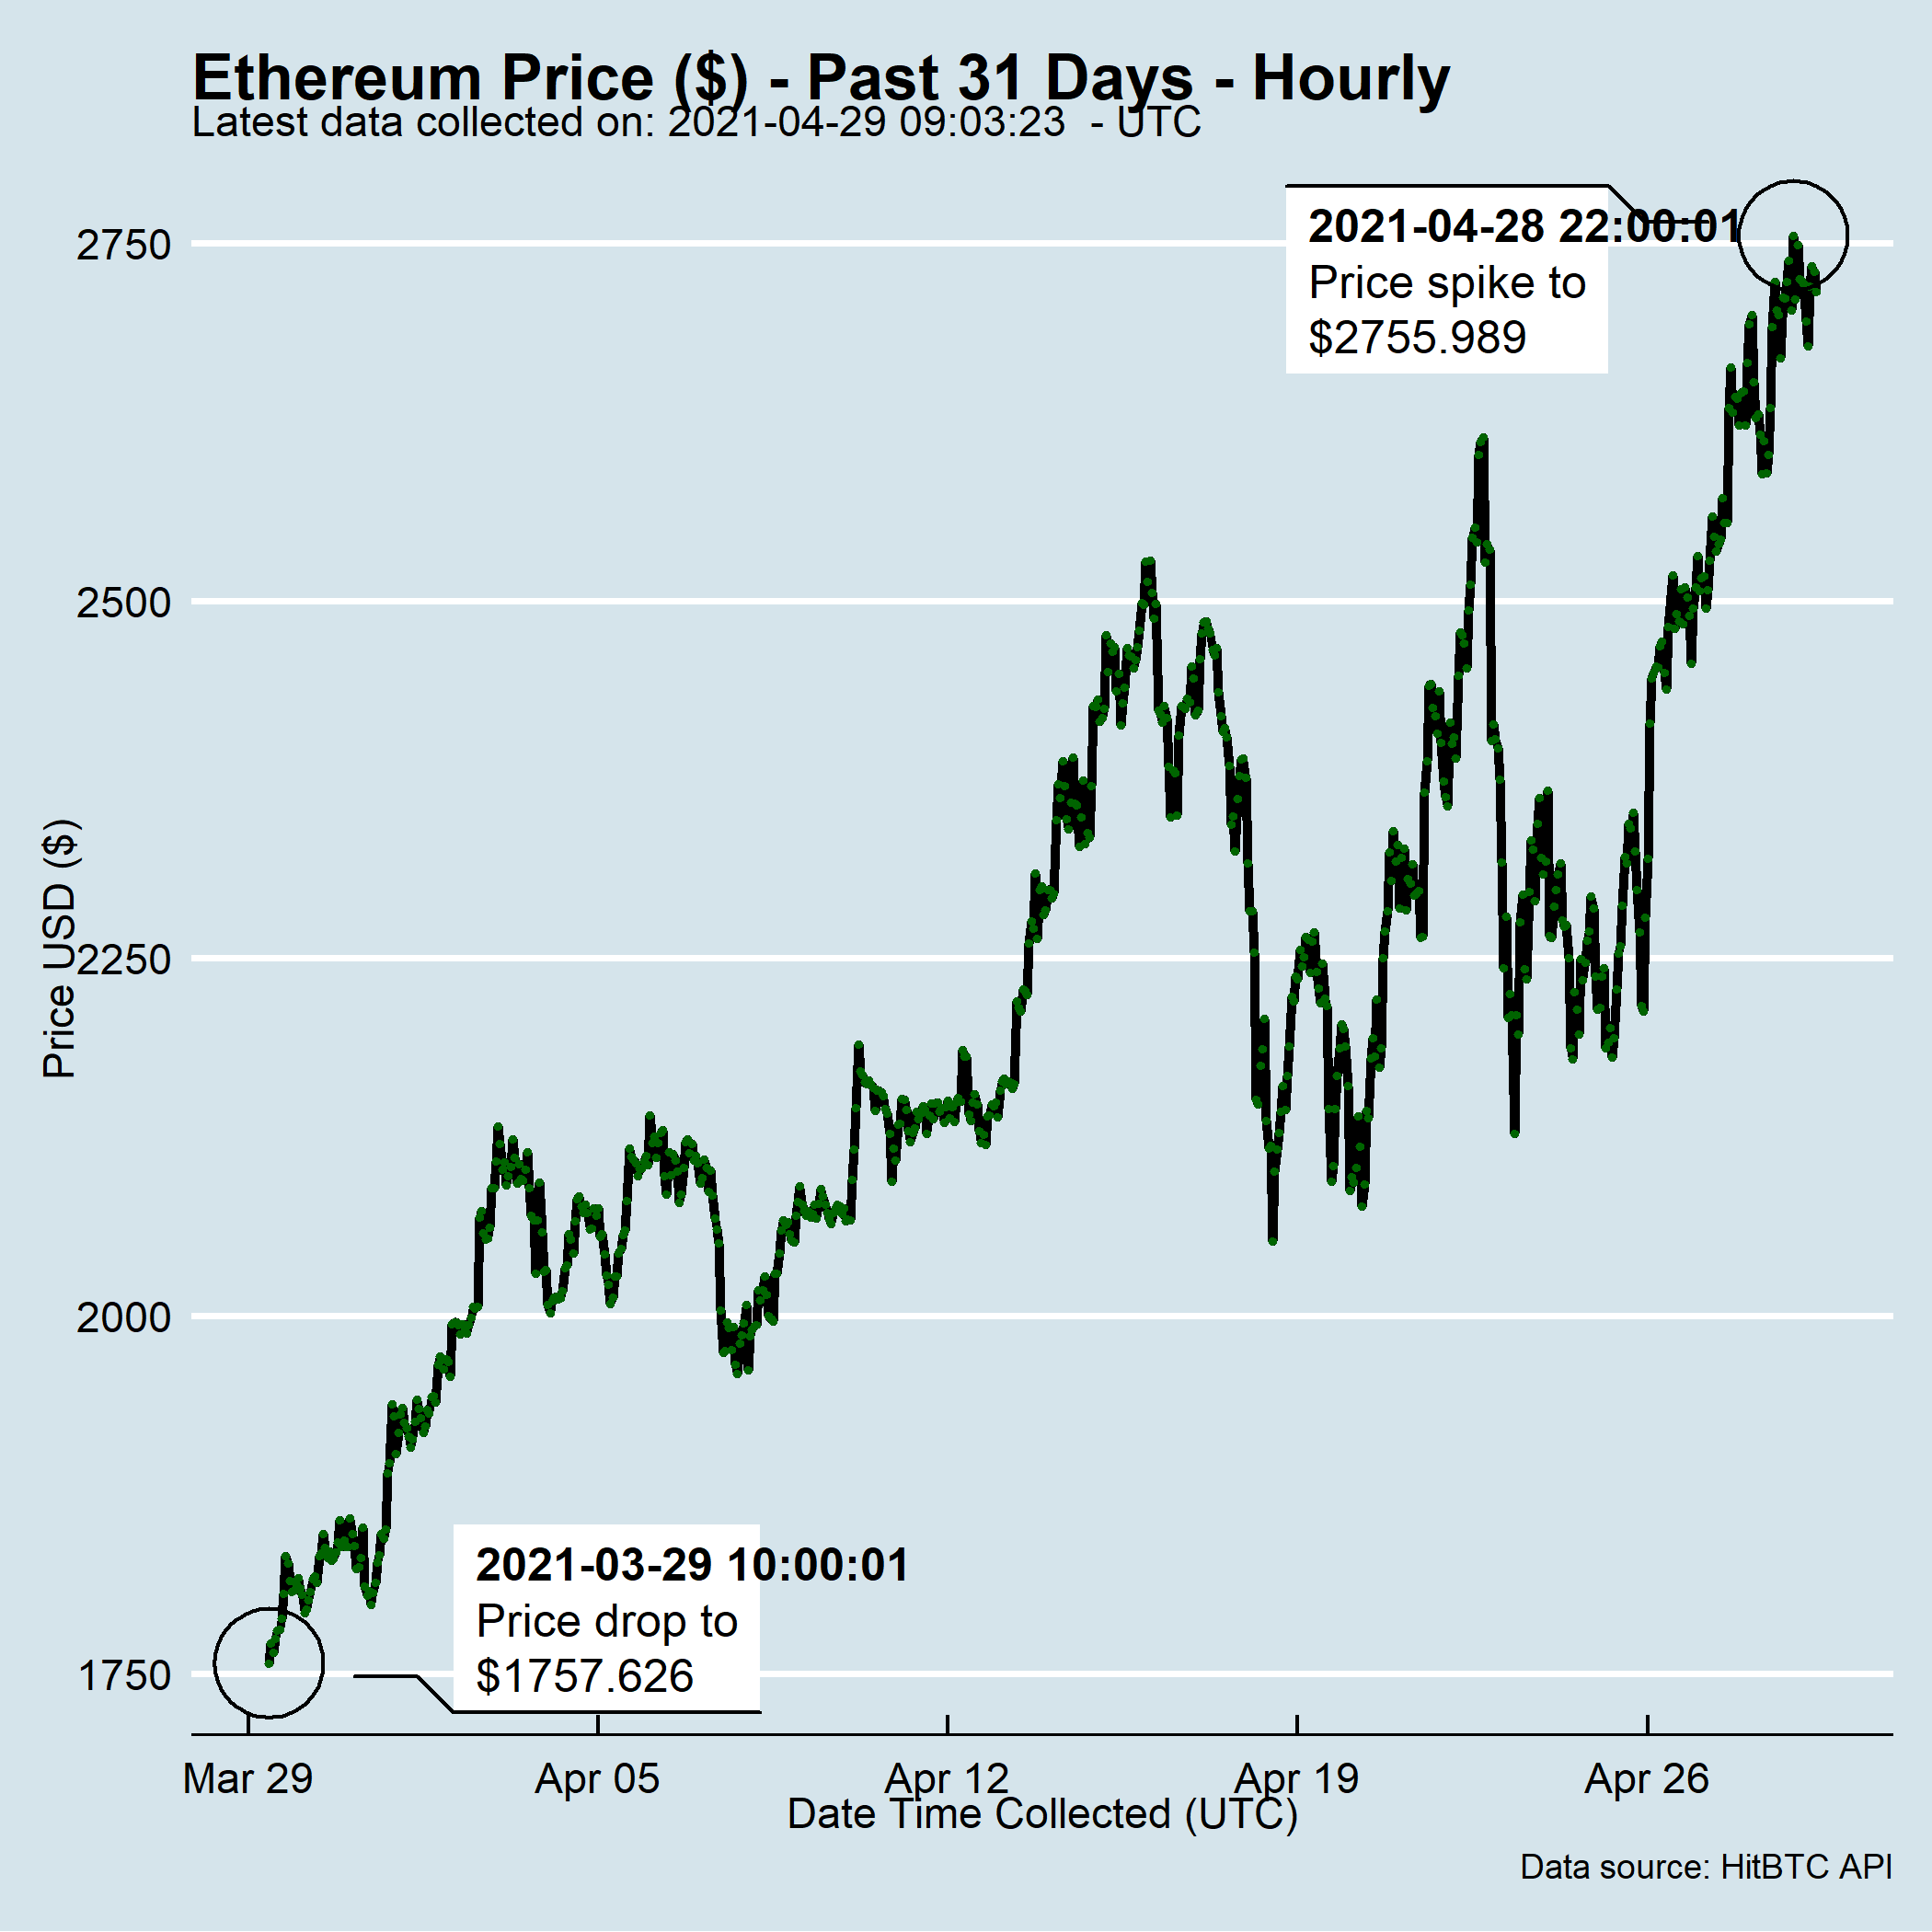 Ethereum Price ($) - Past 31 Days - Hourly
Latest data collected on: 2021-04-29 09:03:23  - UTC
2021-04-28 22:00:01
Price spike to
$2755.989
2750
2500
2250
2000
1750
Price USD ($)
2021-03-29 10:00:01
Price drop to
$1757.626
Mar 29
Apr 05
Apr 12
Apr 19
Apr 26
Date Time Collected (UTC)
Data source: HitBTC API